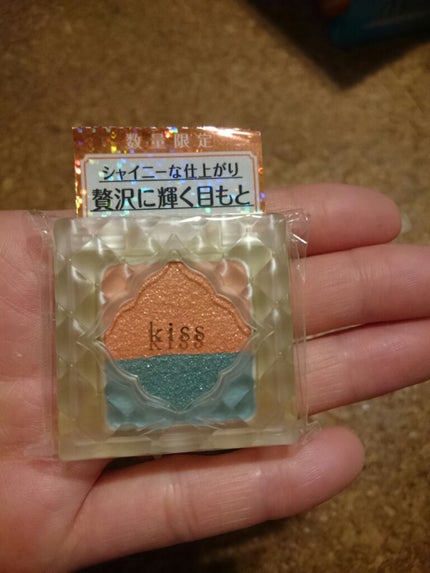 数量限定
シャイニーな仕上がり
贅沢に輝く目もと
kiss